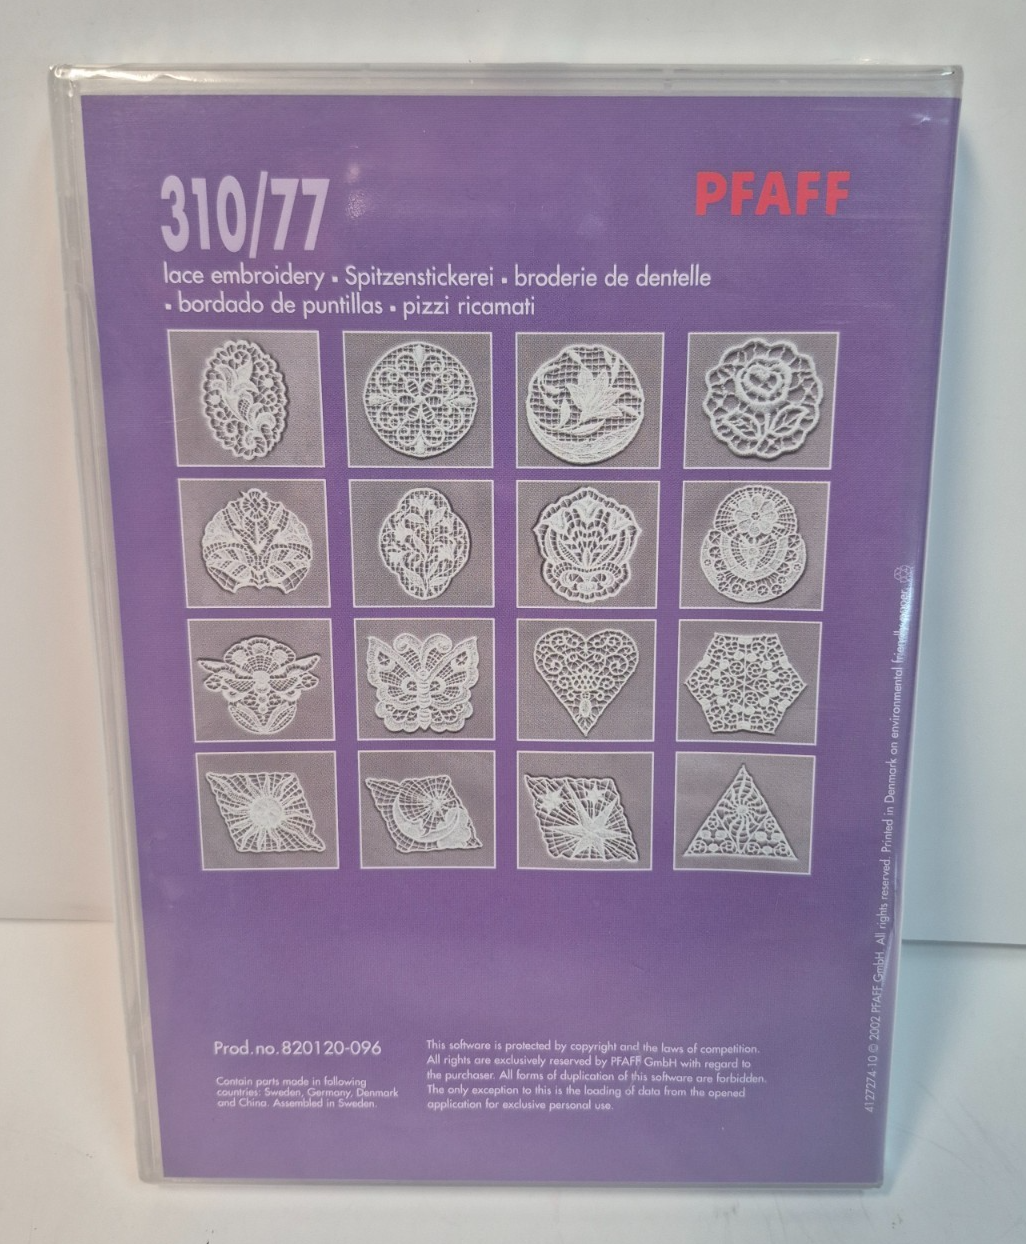 310/77
PFAFF
lace embroidery ▪ Spitzenstickerei ▪ broderie de dentelle
▪ bordado de puntillas ▪ pizzi ricamati
Prod.no.820120-096
Contain parts made in following
countries: Sweden, Germany, Denmark
and China. Assembled in Sweden.
This software is protected by copyright and the laws of competition.
All rights are exclusively reserved by PFAFF GmbH with regard to
the purchaser. All forms of duplication of this software are forbidden.
The only exception to this is the loading of data from the opened
application for exclusive personal use.
4127274-10 © 2002 PFAFF GmbH. All rights reserved. Printed in Denmark on environmental friendly paper.